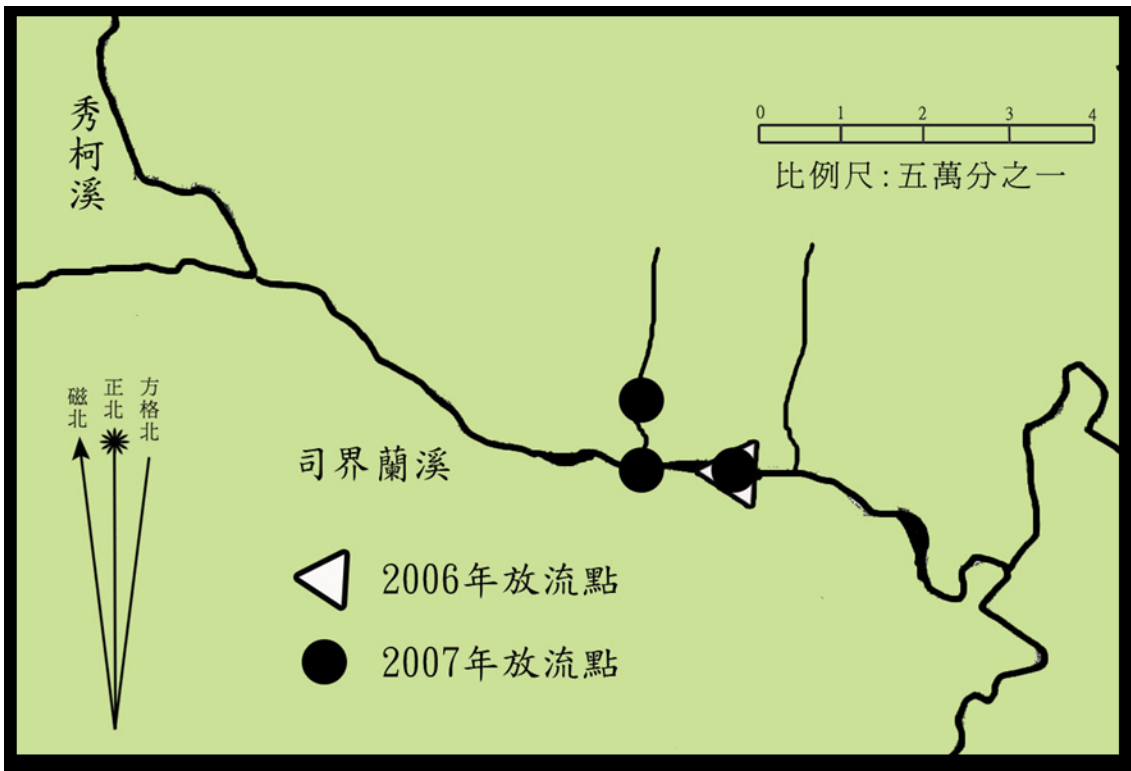 秀柯溪
0 1 2 3 4
比例尺:五萬分之一
磁北
正北
方格北
司界蘭溪
2006年放流點
2007年放流點